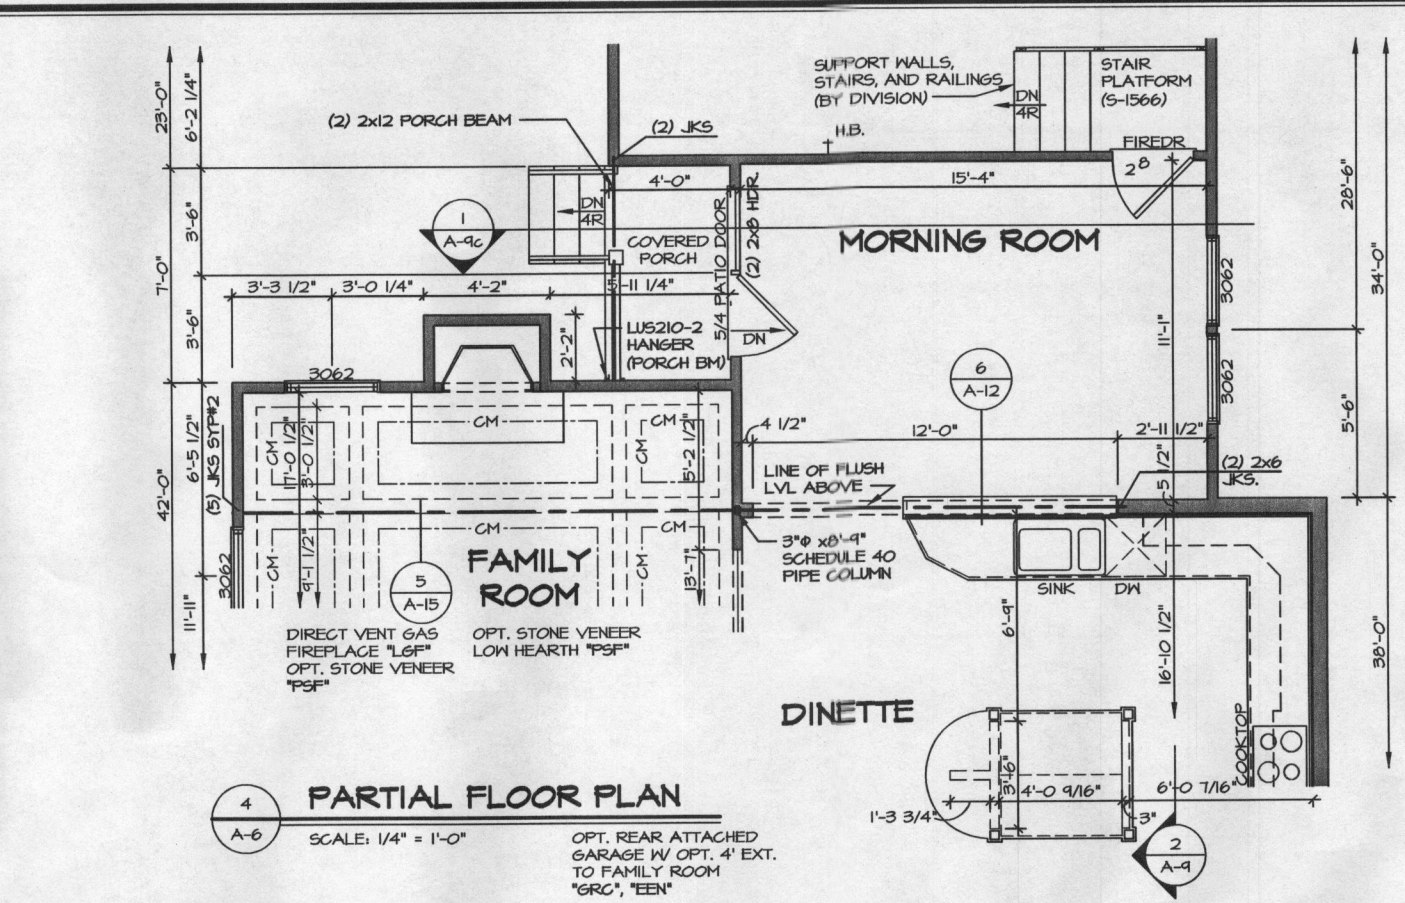 SUPPORT WALLS,
STAIRS, AND RAILINGS
(BY DIVISION)
STAIR
PLATFORM
(S-1566)
DN
4R
(2) 2x12 PORCH BEAM
(2) JKS
H.B.
FIREDR
2⁸
23'-0"
6'-2 1/4"
4'-0"
15'-4"
28'-6"
34'-0"
DN
4R
1
A-9c
COVERED
PORCH
5/4 PATIO DOOR
(2) 2x8 HDR.
MORNING ROOM
3'-6"
7'-0"
3'-6"
3'-3 1/2"
3'-0 1/4"
4'-2"
5'-11 1/4"
3062
3062
11'-1"
LUS210-2
HANGER
(PORCH BM)
2'-2"
DN
6
A-12
3062
5'-6"
42'-0"
6'-5 1/2"
(5) JKS SYP#2
CM
CM
CM
17'-0 1/2"
3'-0 1/2"
5'-2 1/2"
4 1/2"
12'-0"
2'-11 1/2"
5 1/2"
(2) 2x6
JKS.
LINE OF FLUSH
LVL ABOVE
CM
CM
CM
CM
FAMILY
ROOM
3"Φ x8'-9"
SCHEDULE 40
PIPE COLUMN
3062
11'-11"
9'-1 1/2"
13'-7"
5
A-15
SINK
DW
6'-9"
16'-10 1/2"
38'-0"
DIRECT VENT GAS
FIREPLACE "LGF"
OPT. STONE VENEER
"PSF"
OPT. STONE VENEER
LOW HEARTH "PSF"
DINETTE
COOKTOP
3'-6"
4'-0 9/16"
6'-0 7/16"
1'-3 3/4"
3"
2
A-9
4
A-6
PARTIAL FLOOR PLAN
SCALE: 1/4" = 1'-0"
OPT. REAR ATTACHED
GARAGE W/ OPT. 4' EXT.
TO FAMILY ROOM
"GRC", "EEN"